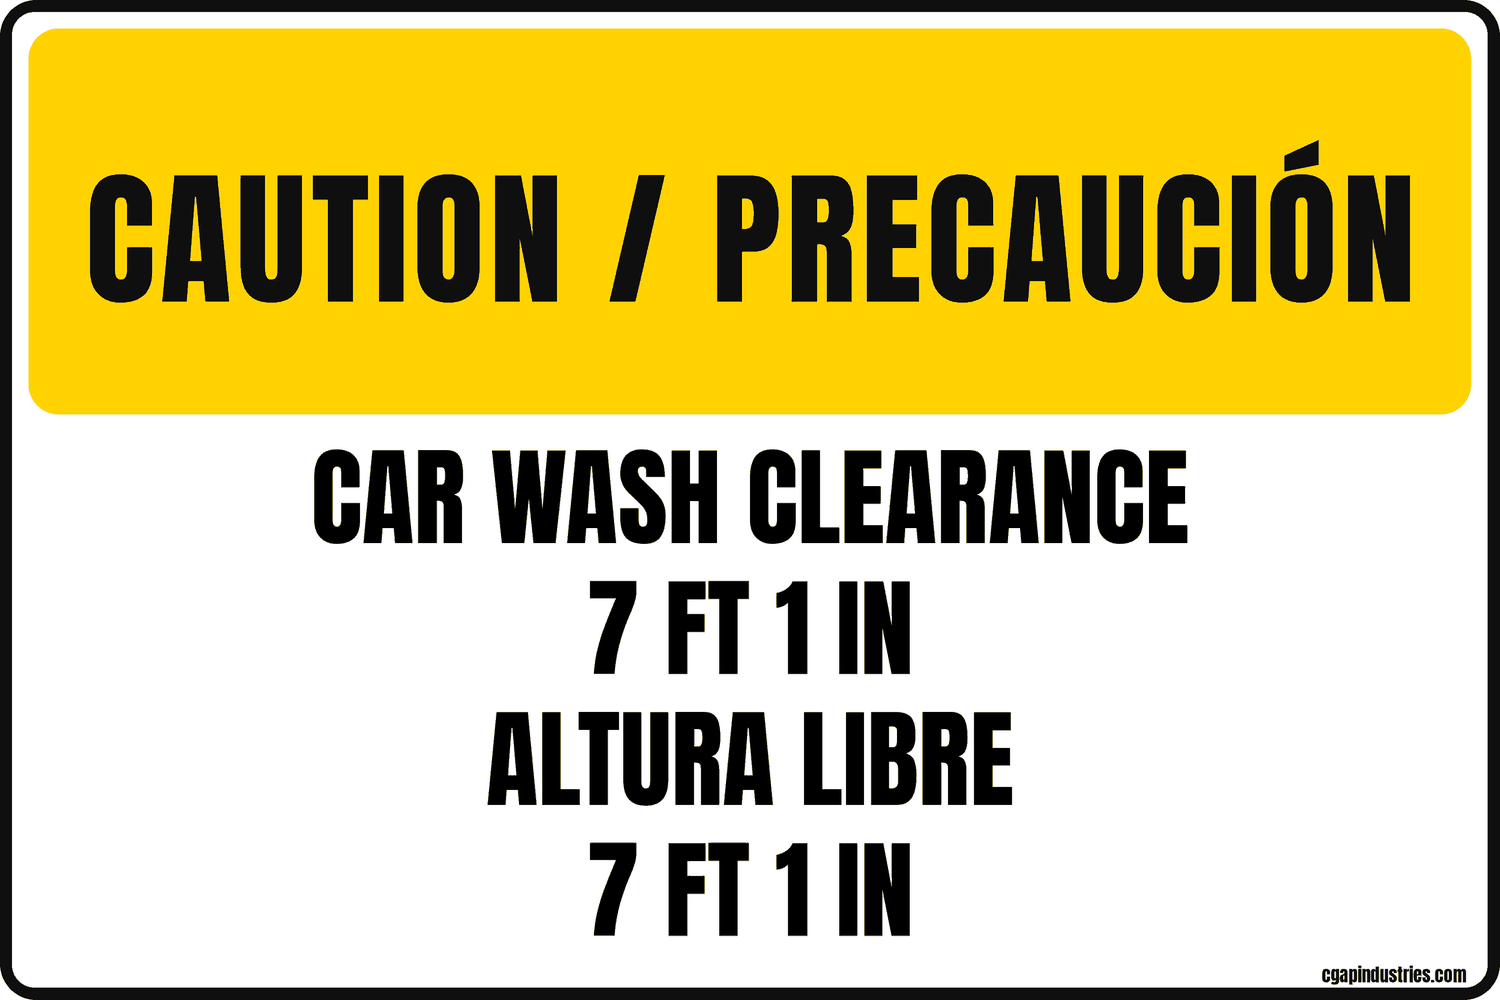 CAUTION / PRECAUCIÓN
CAR WASH CLEARANCE
7 FT 1 IN
ALTURA LIBRE
7 FT 1 IN
cgapindustries.com